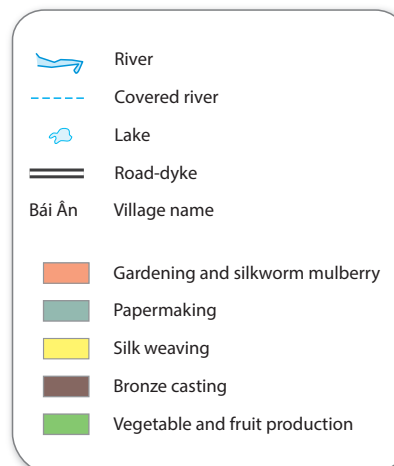 River
Covered river
Lake
Road-dyke
Bái Ân Village name
Gardening and silkworm mulberry
Papermaking
Silk weaving
Bronze casting
Vegetable and fruit production